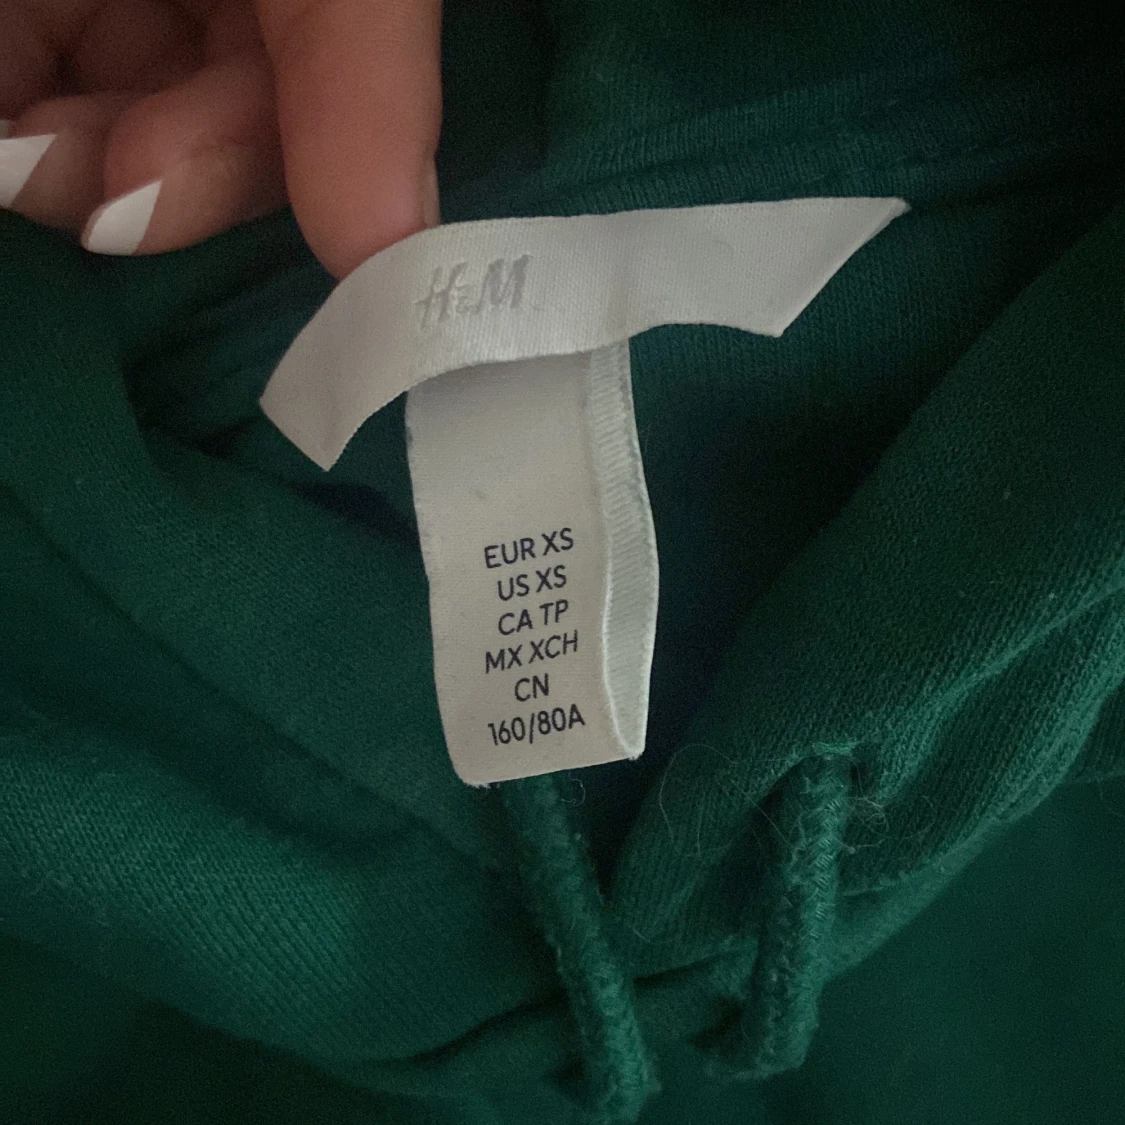 H&M
EUR XS
US XS
CA TP
MX XCH
CN
160/80A